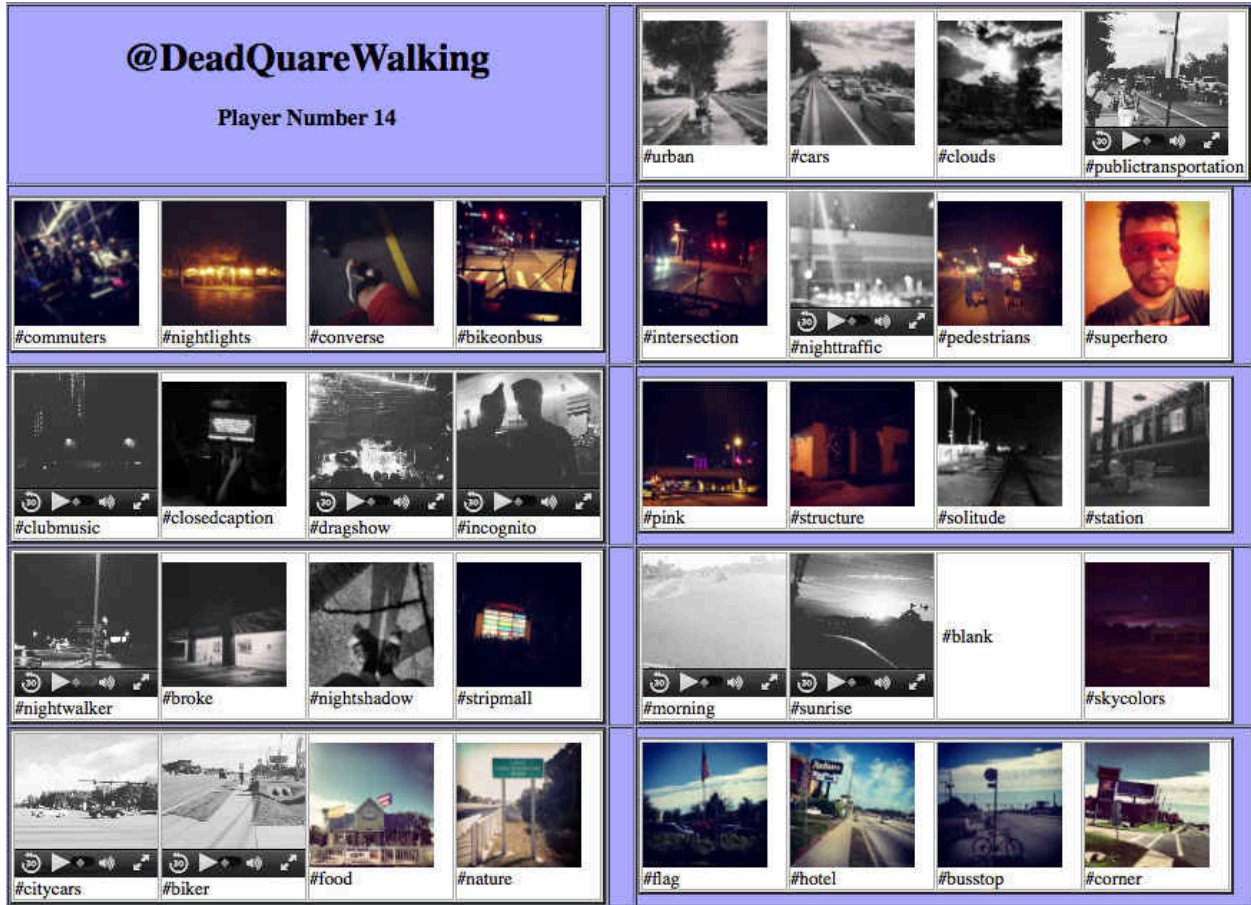 @DeadQuareWalking
Player Number 14
#urban
#cars
#clouds
#publictransportation
#commuters
#nightlights
#converse
#bikeonbus
#intersection
#nighttraffic
#pedestrians
#superhero
#clubmusic
#closedcaption
#dragshow
#incognito
#pink
#structure
#solitude
#station
#nightwalker
#broke
#nightshadow
#stripmall
#morning
#sunrise
#blank
#skycolors
#citycars
#biker
#food
#nature
#flag
#hotel
#busstop
#corner